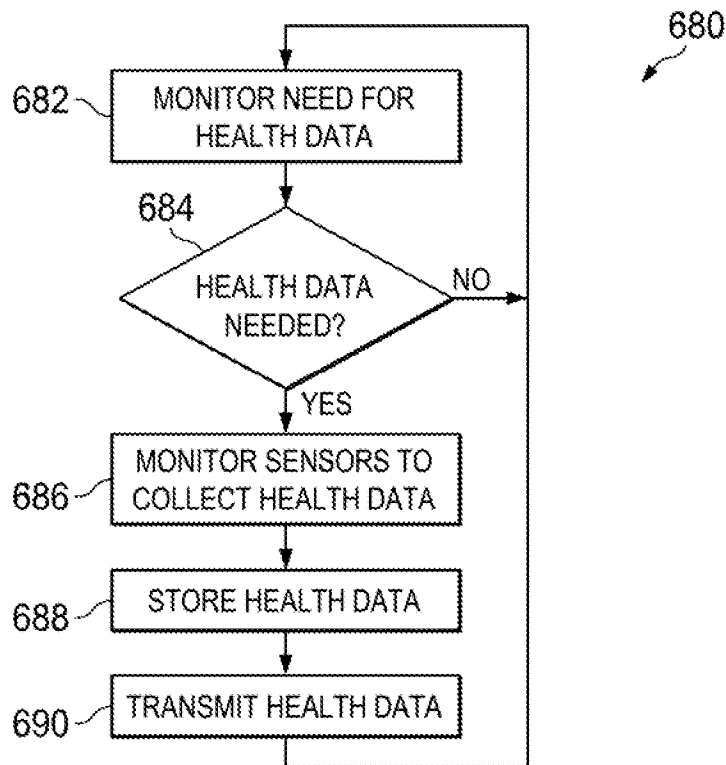 680
682
MONITOR NEED FOR
HEALTH DATA
684
HEALTH DATA
NEEDED?
NO
YES
686
MONITOR SENSORS TO
COLLECT HEALTH DATA
688
STORE HEALTH DATA
690
TRANSMIT HEALTH DATA